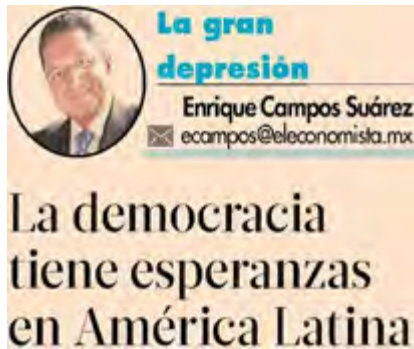 La gran
depresión
Enrique Campos Suárez
ecampos@eleconomista.mx
La democracia
tiene esperanzas
en América Latina